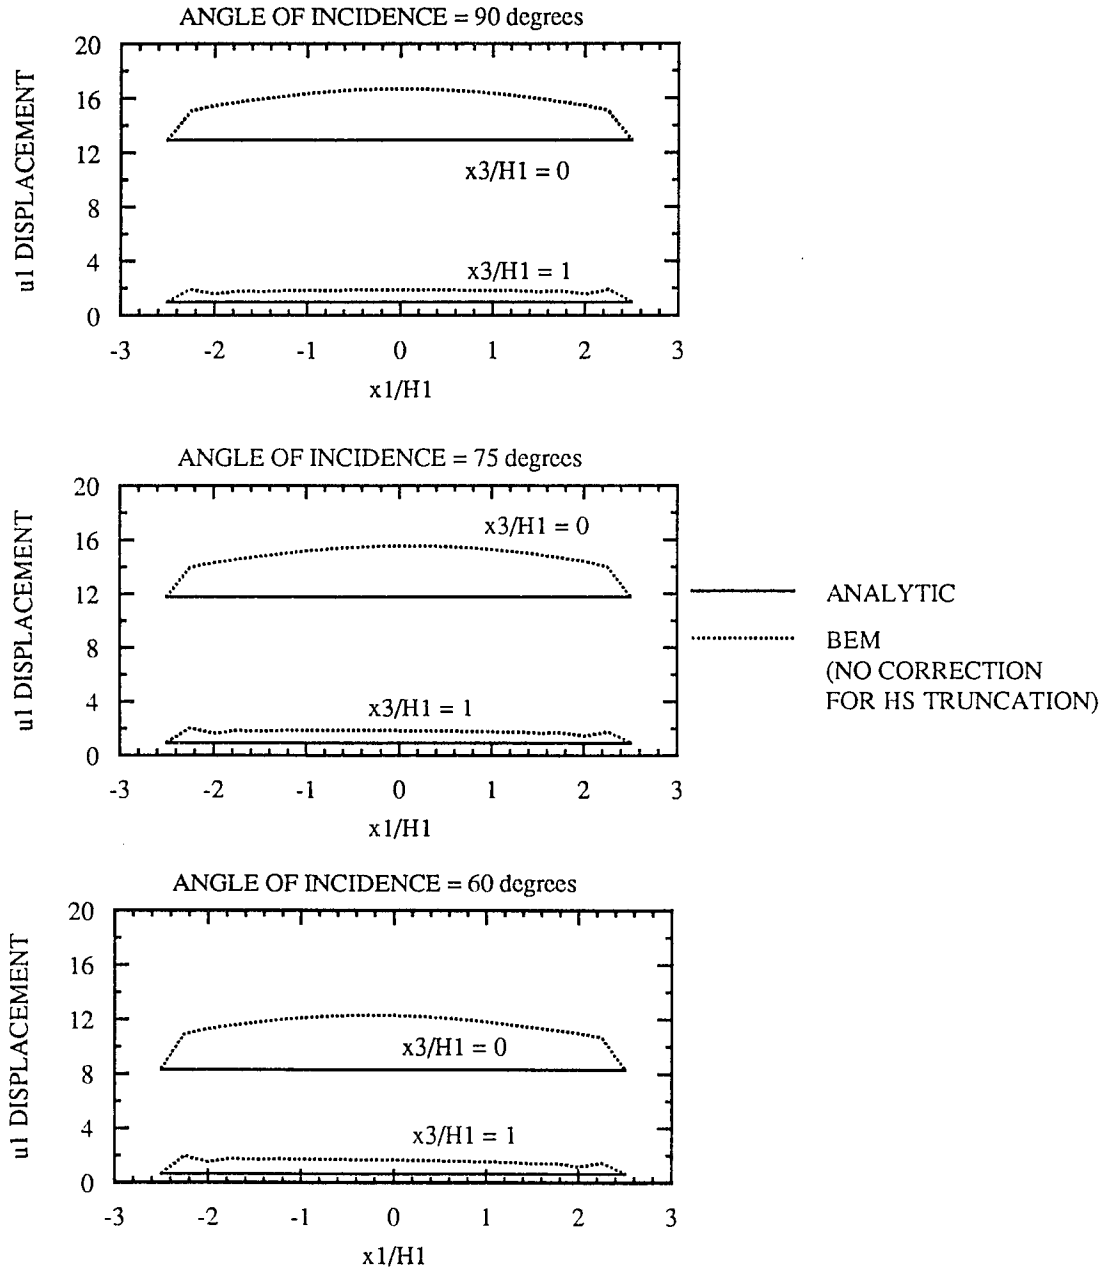 ANGLE OF INCIDENCE = 90 degrees
20
16
12
8
4
0
u1 DISPLACEMENT
x3/H1 = 0
x3/H1 = 1
-3 -2 -1 0 1 2 3
x1/H1
ANGLE OF INCIDENCE = 75 degrees
20
16
12
8
4
0
u1 DISPLACEMENT
x3/H1 = 0
x3/H1 = 1
-3 -2 -1 0 1 2 3
x1/H1
ANALYTIC
BEM
(NO CORRECTION
FOR HS TRUNCATION)
ANGLE OF INCIDENCE = 60 degrees
20
16
12
8
4
0
u1 DISPLACEMENT
x3/H1 = 0
x3/H1 = 1
-3 -2 -1 0 1 2 3
x1/H1